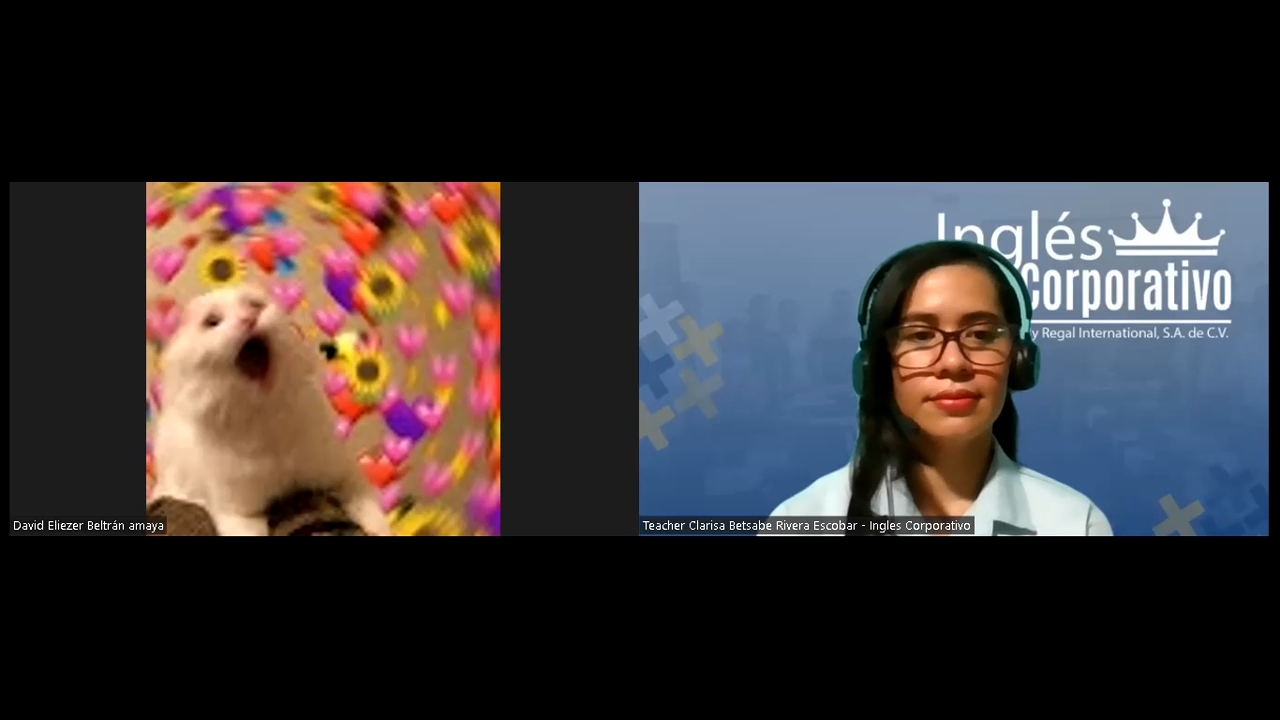 David Eliezer Beltrán amaya
Inglés
Corporativo
y Regal International, S.A. de C.V.
Teacher Clarisa Betsabe Rivera Escobar - Ingles Corporativo